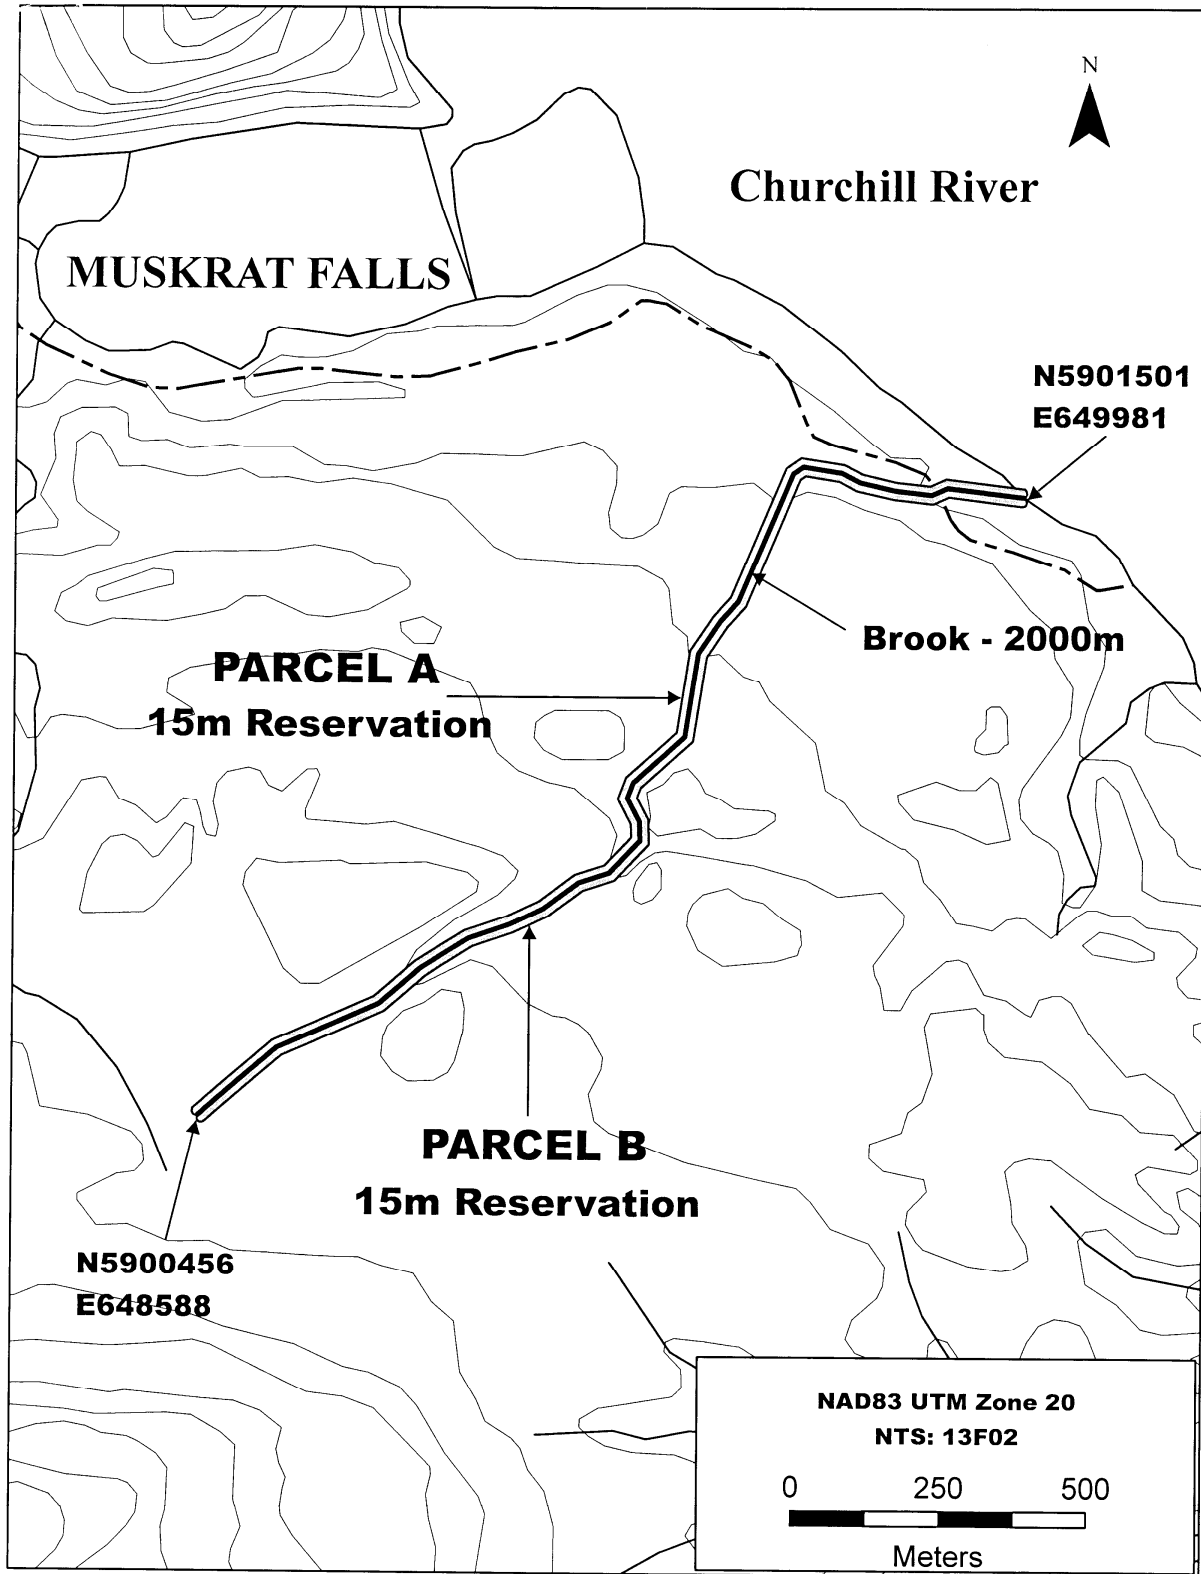 N
Churchill River
MUSKRAT FALLS
N5901501
E649981
Brook - 2000m
PARCEL A
15m Reservation
PARCEL B
15m Reservation
N5900456
E648588
NAD83 UTM Zone 20
NTS: 13F02
0 250 500
Meters